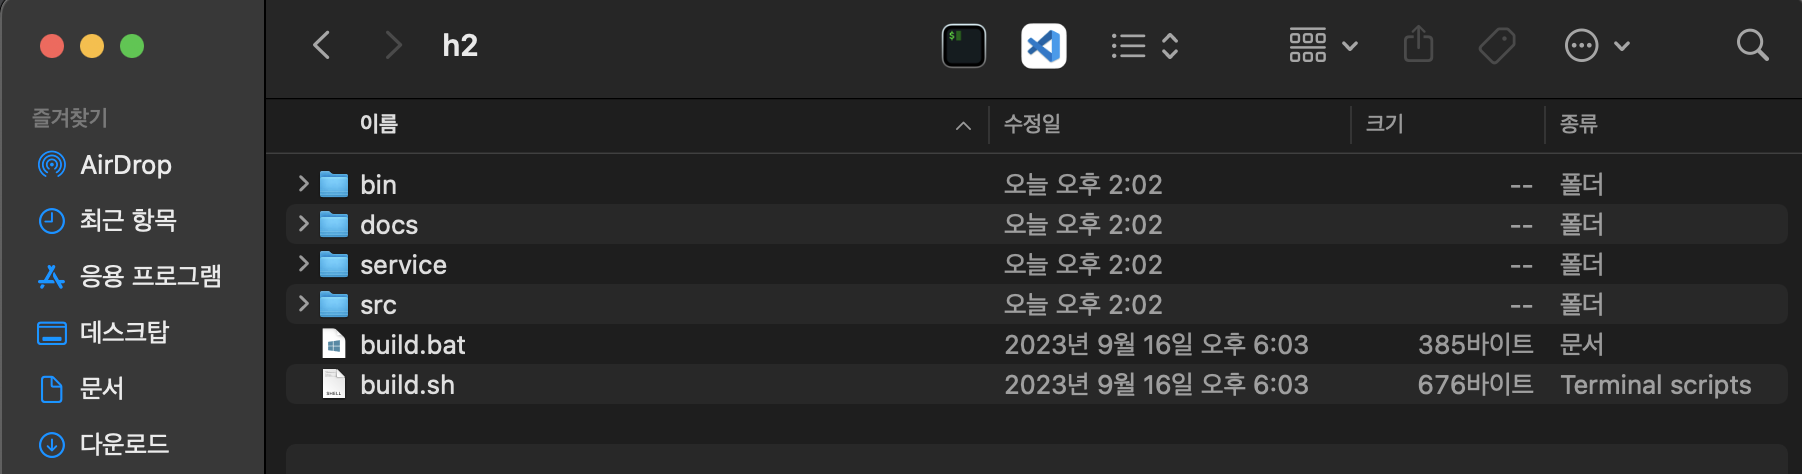 h2
즐겨찾기
AirDrop
최근 항목
응용 프로그램
데스크탑
문서
다운로드
이름 수정일 크기 종류
bin 오늘 오후 2:02 -- 폴더
docs 오늘 오후 2:02 -- 폴더
service 오늘 오후 2:02 -- 폴더
src 오늘 오후 2:02 -- 폴더
build.bat 2023년 9월 16일 오후 6:03 385바이트 문서
build.sh 2023년 9월 16일 오후 6:03 676바이트 Terminal scripts